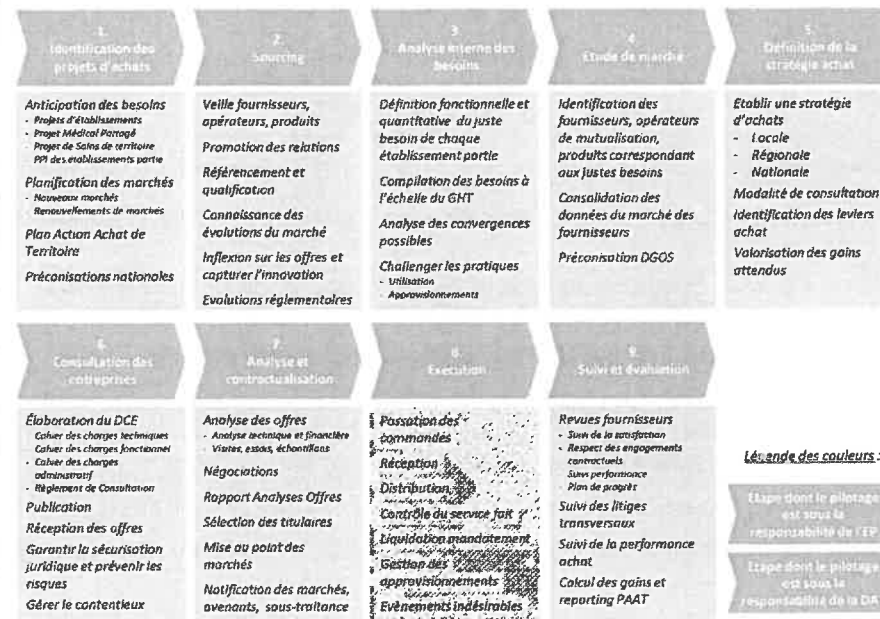 1.
Identification des
projets d'achats
Anticipation des besoins
- Projets d'établissements
- Projet Médical Partagé
Projet de Soins de territoire
PPI des établissements partie
Planification des marchés
- Nouveaux marchés
Renouvellements de marchés
Plan Action Achat de
Territoire
Préconisations nationales
2.
Sourcing
Veille fournisseurs,
opérateurs, produits
Promotion des relations
Référencement et
qualification
Connaissance des
évolutions du marché
Inflexion sur les offres et
capturer l'innovation
Evolutions réglementaires
3.
Analyse interne des
besoins
Définition fonctionnelle et
quantitative du juste
besoin de chaque
établissement partie
Compilation des besoins à
l'échelle du GHT
Analyse des convergences
possibles
Challenger les pratiques
- Utilisation
- Approvisionnements
4.
Etude de marché
Identification des
fournisseurs, opérateurs
de mutualisation,
produits correspondant
aux justes besoins
Consolidation des
données du marché des
fournisseurs
Préconisation DGOS
5.
Définition de la
stratégie achat
Etablir une stratégie
d'achats
- Locale
- Régionale
- Nationale
Modalité de consultation
Identification des leviers
achat
Valorisation des gains
attendus
6.
Consultation des
entreprises
Élaboration du DCE
Cahier des charges techniques
Cahier des charges fonctionnel
- Cahier des charges
administratif
- Règlement de Consultation
Publication
Réception des offres
Garantir la sécurisation
juridique et prévenir les
risques
Gérer le contentieux
7.
Analyse et
contractualisation
Analyse des offres
- Analyse technique et financière
- Visites, essais, échantillons
Négociations
Rapport Analyses Offres
Sélection des titulaires
Mise au point des
marchés
Notification des marchés,
avenants, sous-traitance
8.
Exécution
Passation des
commandes
Réception
Distribution
Contrôle du service fait
Liquidation mandatement
Gestion des
approvisionnements
Evènements indésirables
9.
Suivi et évaluation
Revues fournisseurs
- Suivi de la satisfaction
- Respect des engagements
contractuels
Suivi performance
- Plan de progrès
Suivi des litiges
transversaux
Suivi de la performance
achat
Calcul des gains et
reporting PAAT
Légende des couleurs :
Etape dont le pilotage
est sous la
responsabilité de l'EP
Etape dont le pilotage
est sous la
responsabilité de la DAT